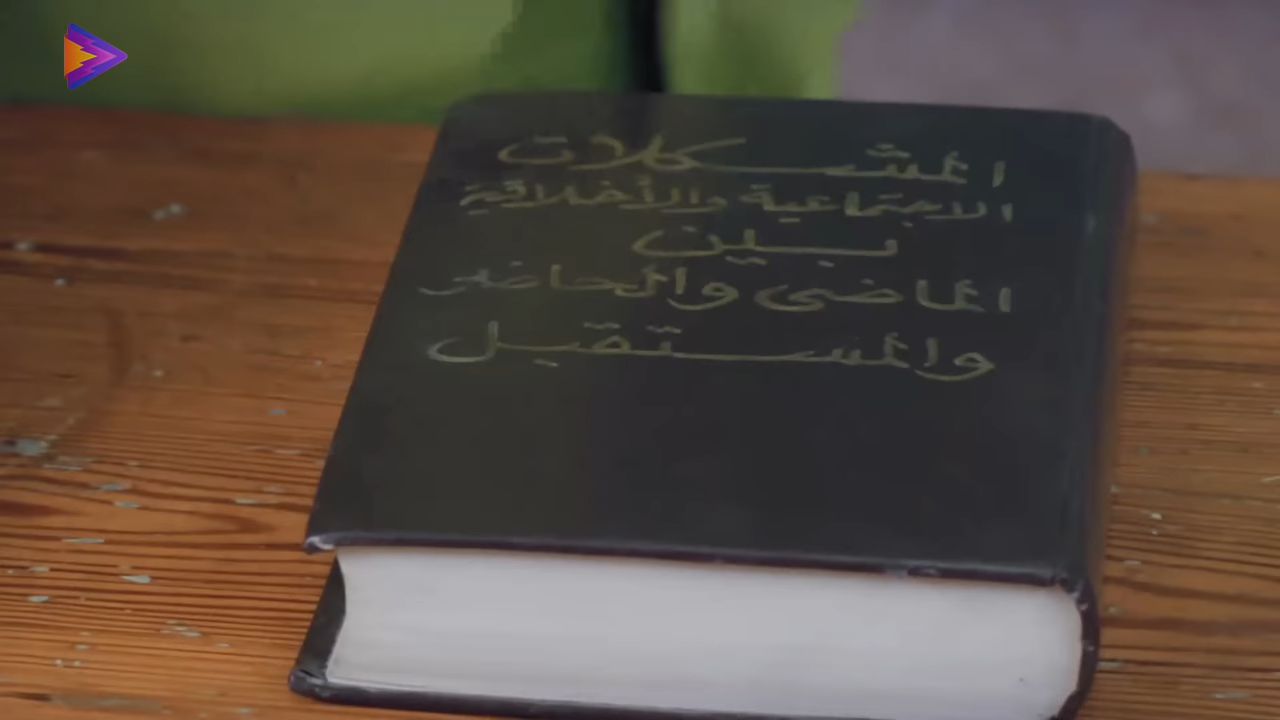 المشكلات
الاجتماعية والأخلاقية
بين
الماضى والحاضر
والمستقبل